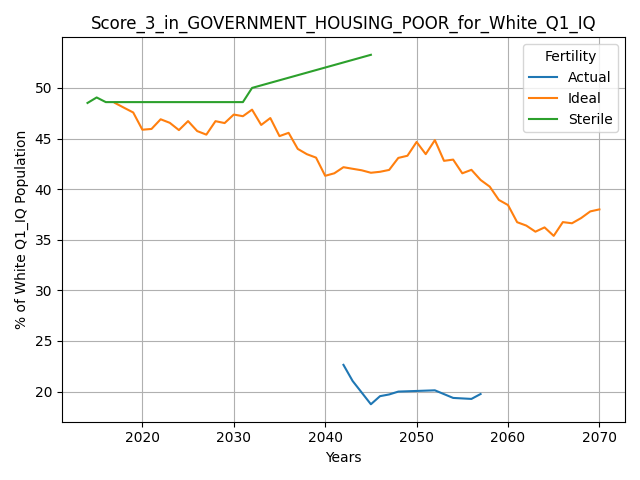 Score_3_in_GOVERNMENT_HOUSING_POOR_for_White_Q1_IQ
Fertility
Actual
Ideal
Sterile
% of White Q1_IQ Population
50
45
40
35
30
25
20
2020 2030 2040 2050 2060 2070
Years